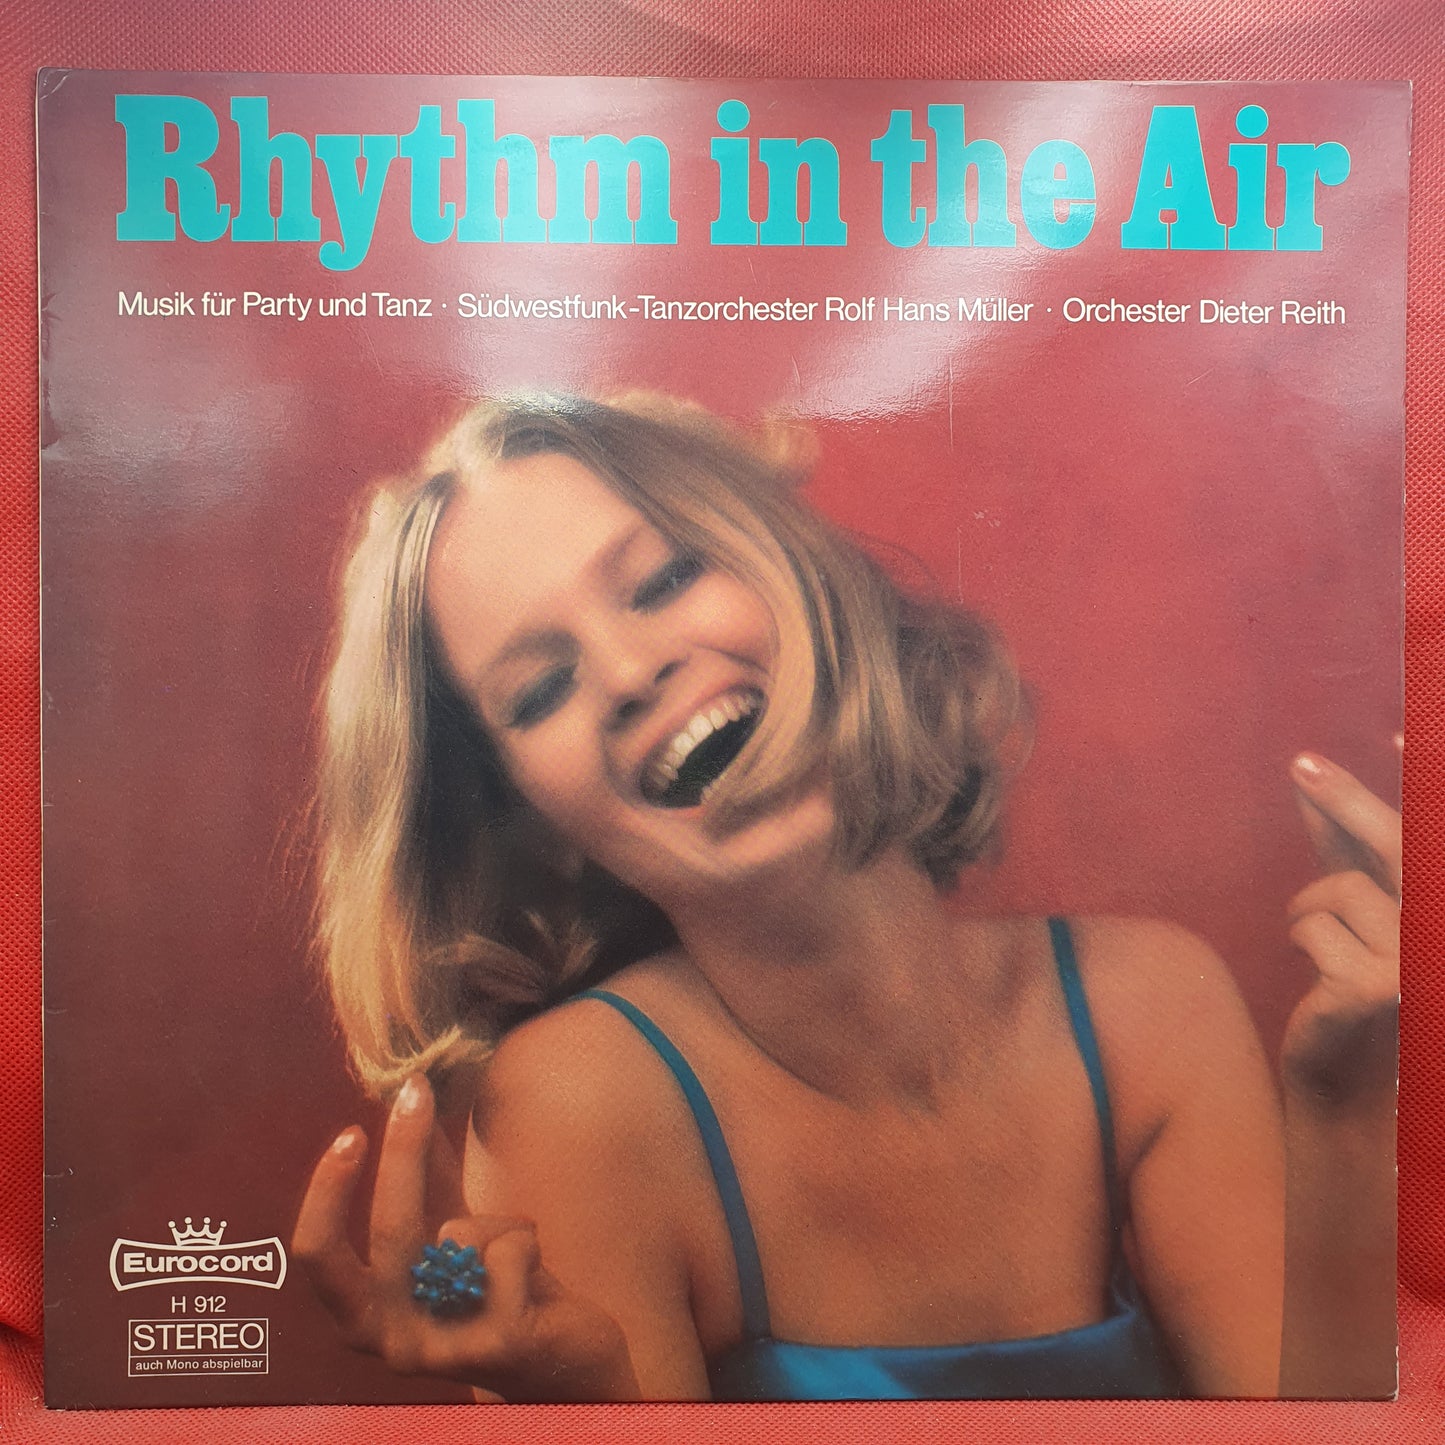 Rhythm in the Air
Musik für Party und Tanz · Südwestfunk-Tanzorchester Rolf Hans Müller · Orchester Dieter Reith
Eurocord
H 912
STEREO
auch Mono abspielbar